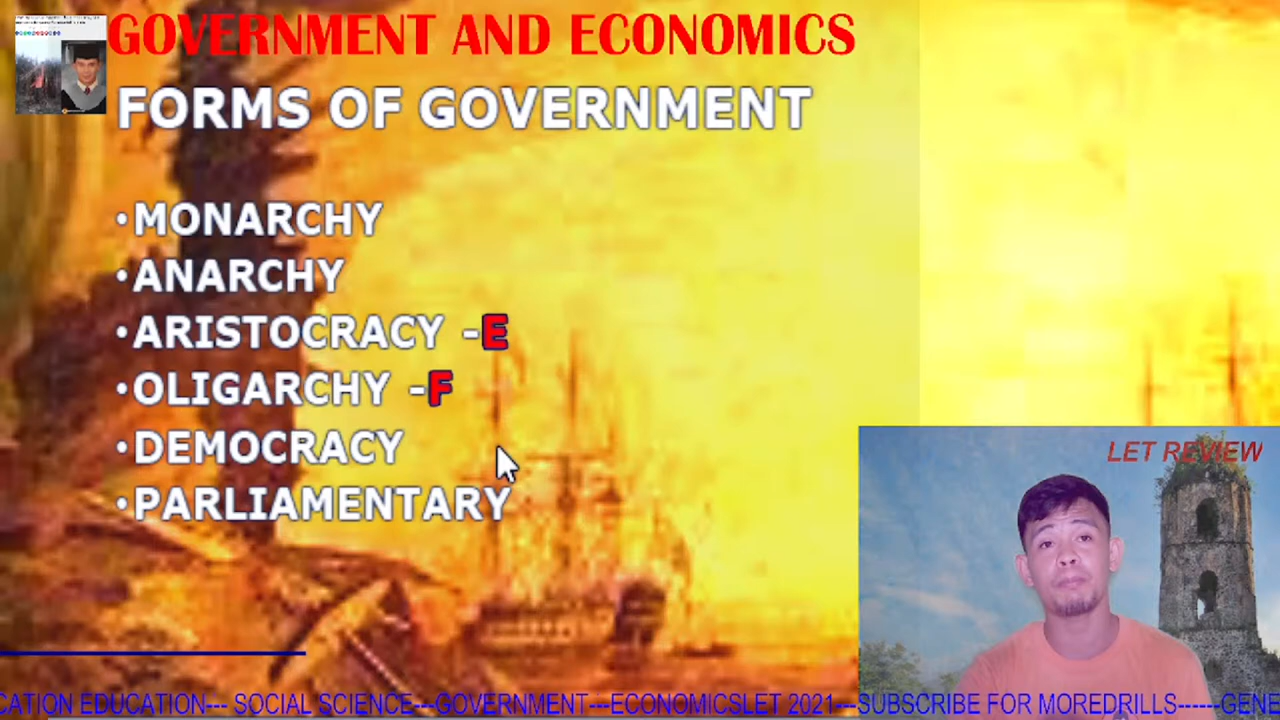 GOVERNMENT AND ECONOMICS
FORMS OF GOVERNMENT
•MONARCHY
•ANARCHY
•ARISTOCRACY -E
•OLIGARCHY -F
•DEMOCRACY
•PARLIAMENTARY
LET REVIEW
CATION EDUCATION--- SOCIAL SCIENCE---GOVERNMENT---ECONOMICSLET 2021---SUBSCRIBE FOR MOREDRILLS------GENE